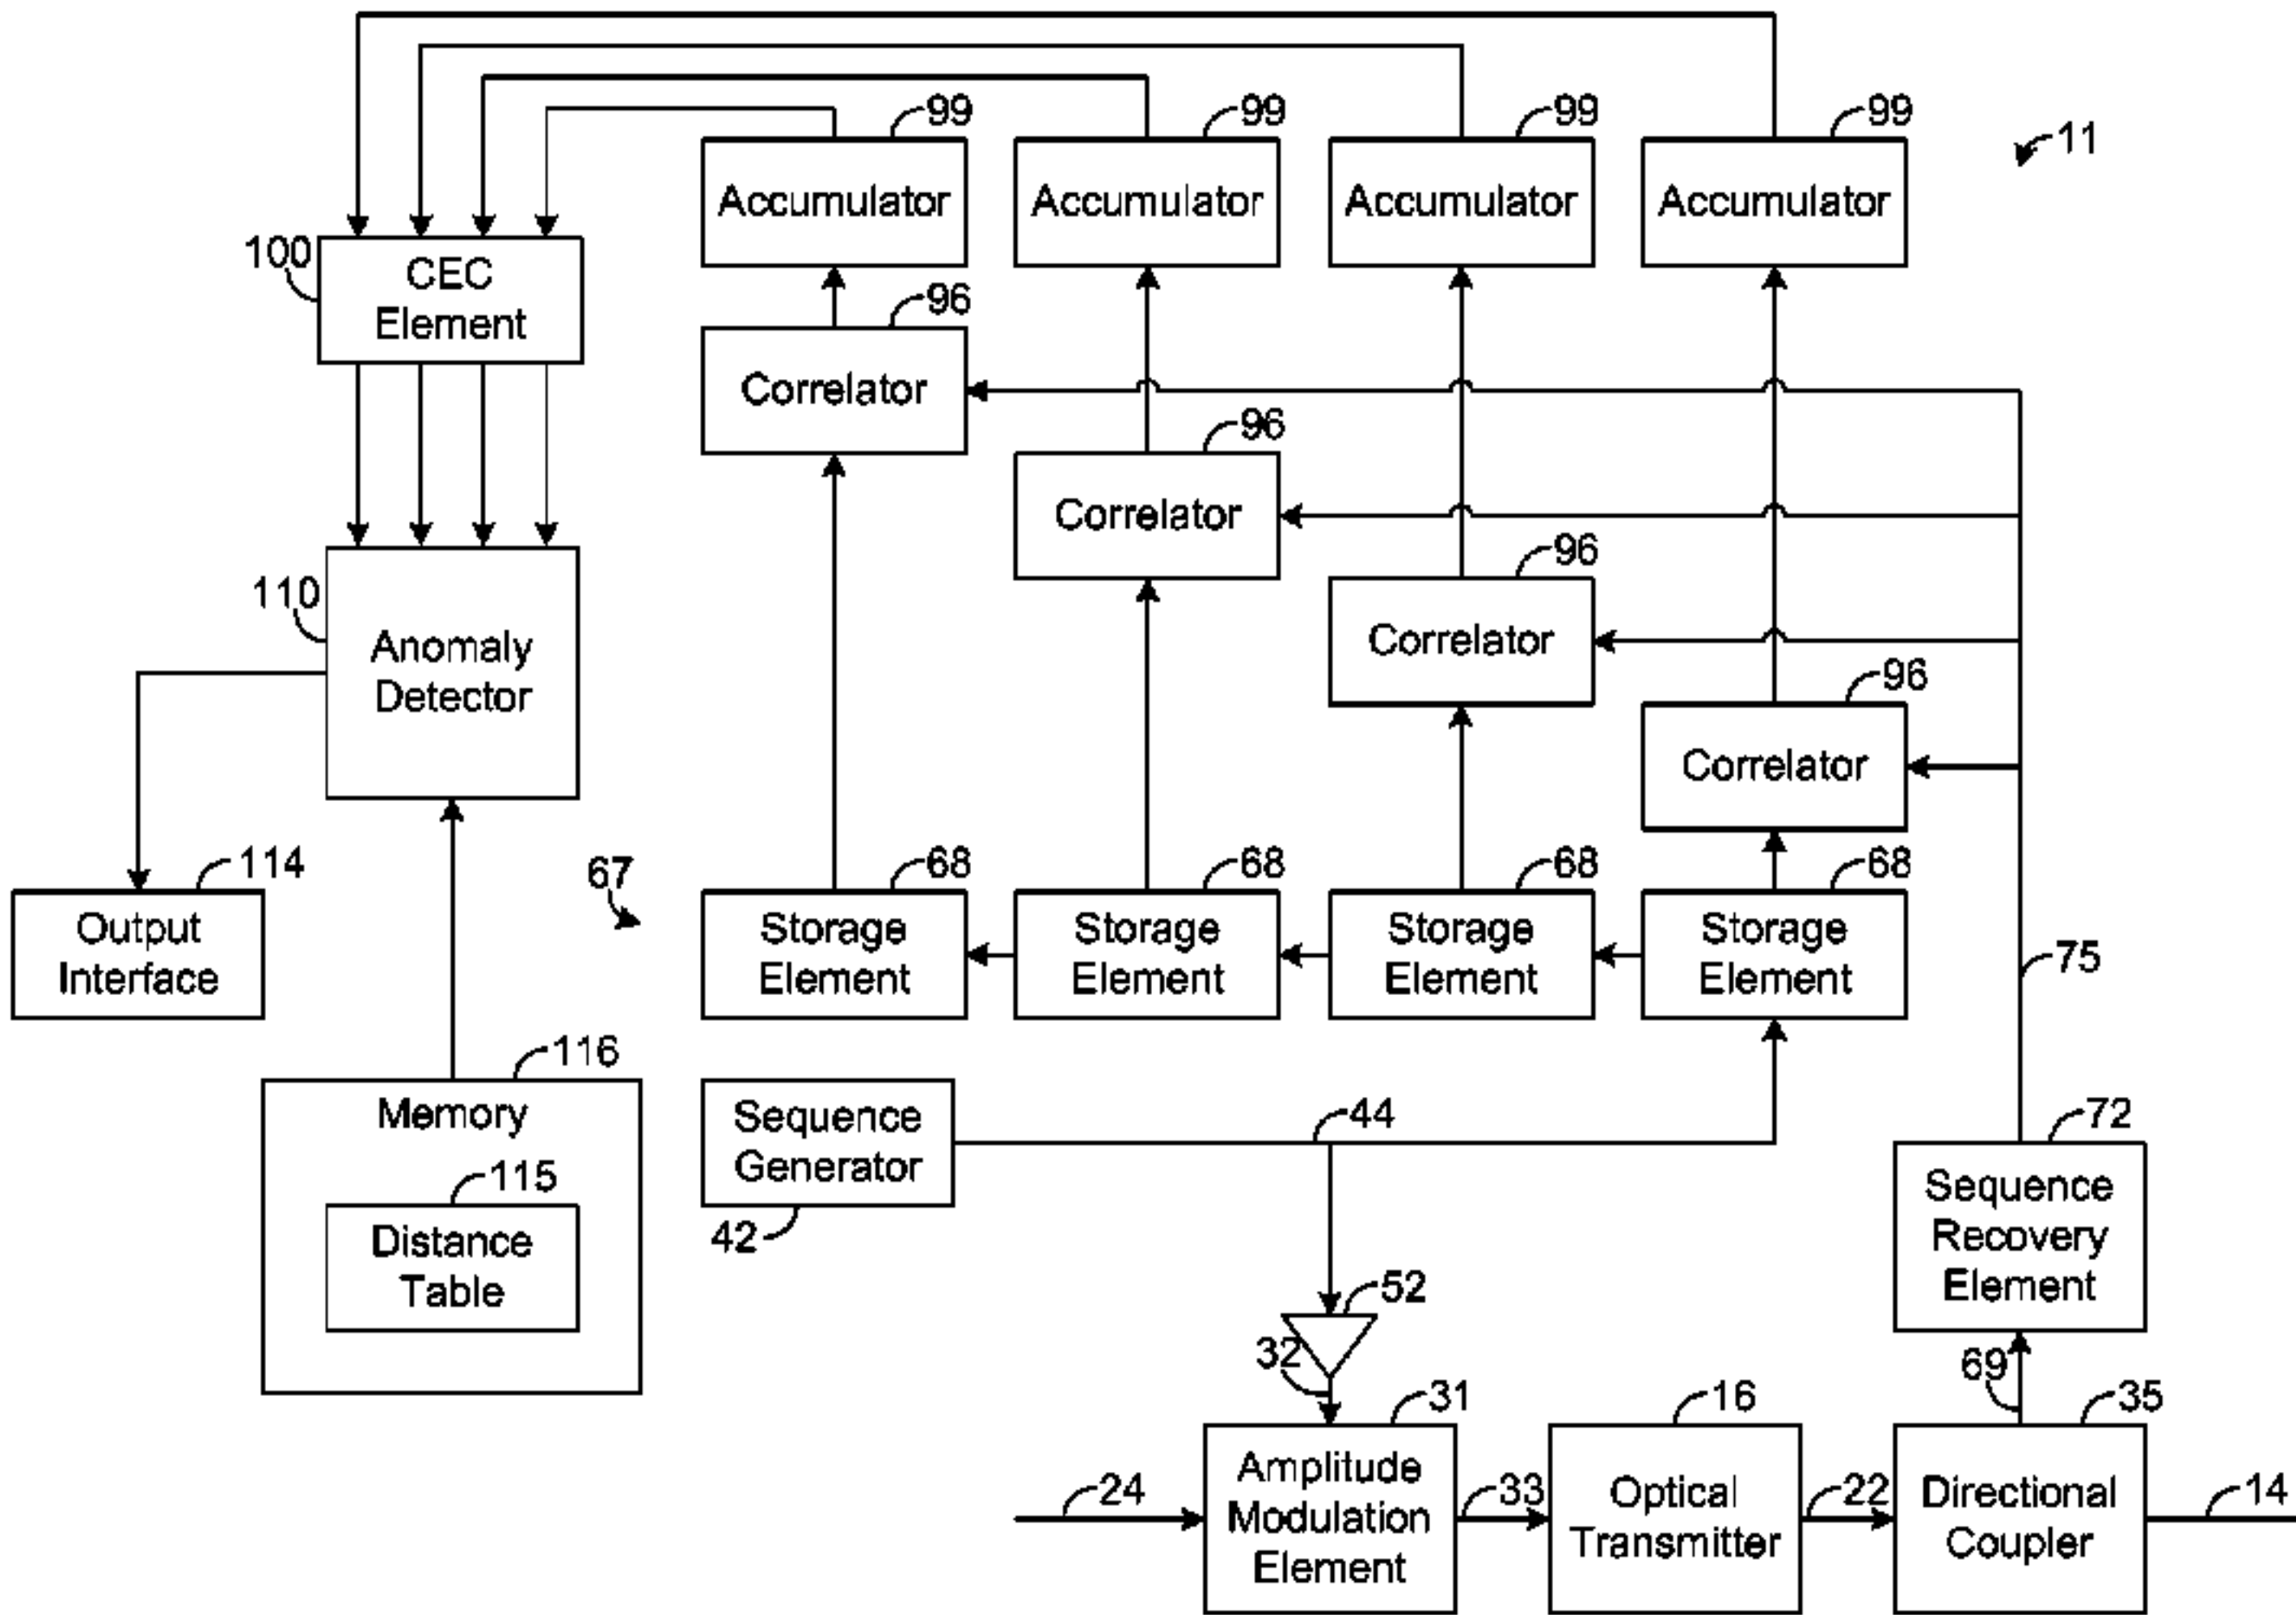 99
99
99
99
11
Accumulator
Accumulator
Accumulator
Accumulator
100
CEC
Element
96
Correlator
96
Correlator
96
Correlator
96
Correlator
110
Anomaly
Detector
114
Output
Interface
67
68
68
68
68
Storage
Element
Storage
Element
Storage
Element
Storage
Element
75
116
Memory
115
Distance
Table
Sequence
Generator
42
44
72
Sequence
Recovery
Element
52
32
69
31
16
35
24
Amplitude
Modulation
Element
33
Optical
Transmitter
22
Directional
Coupler
14